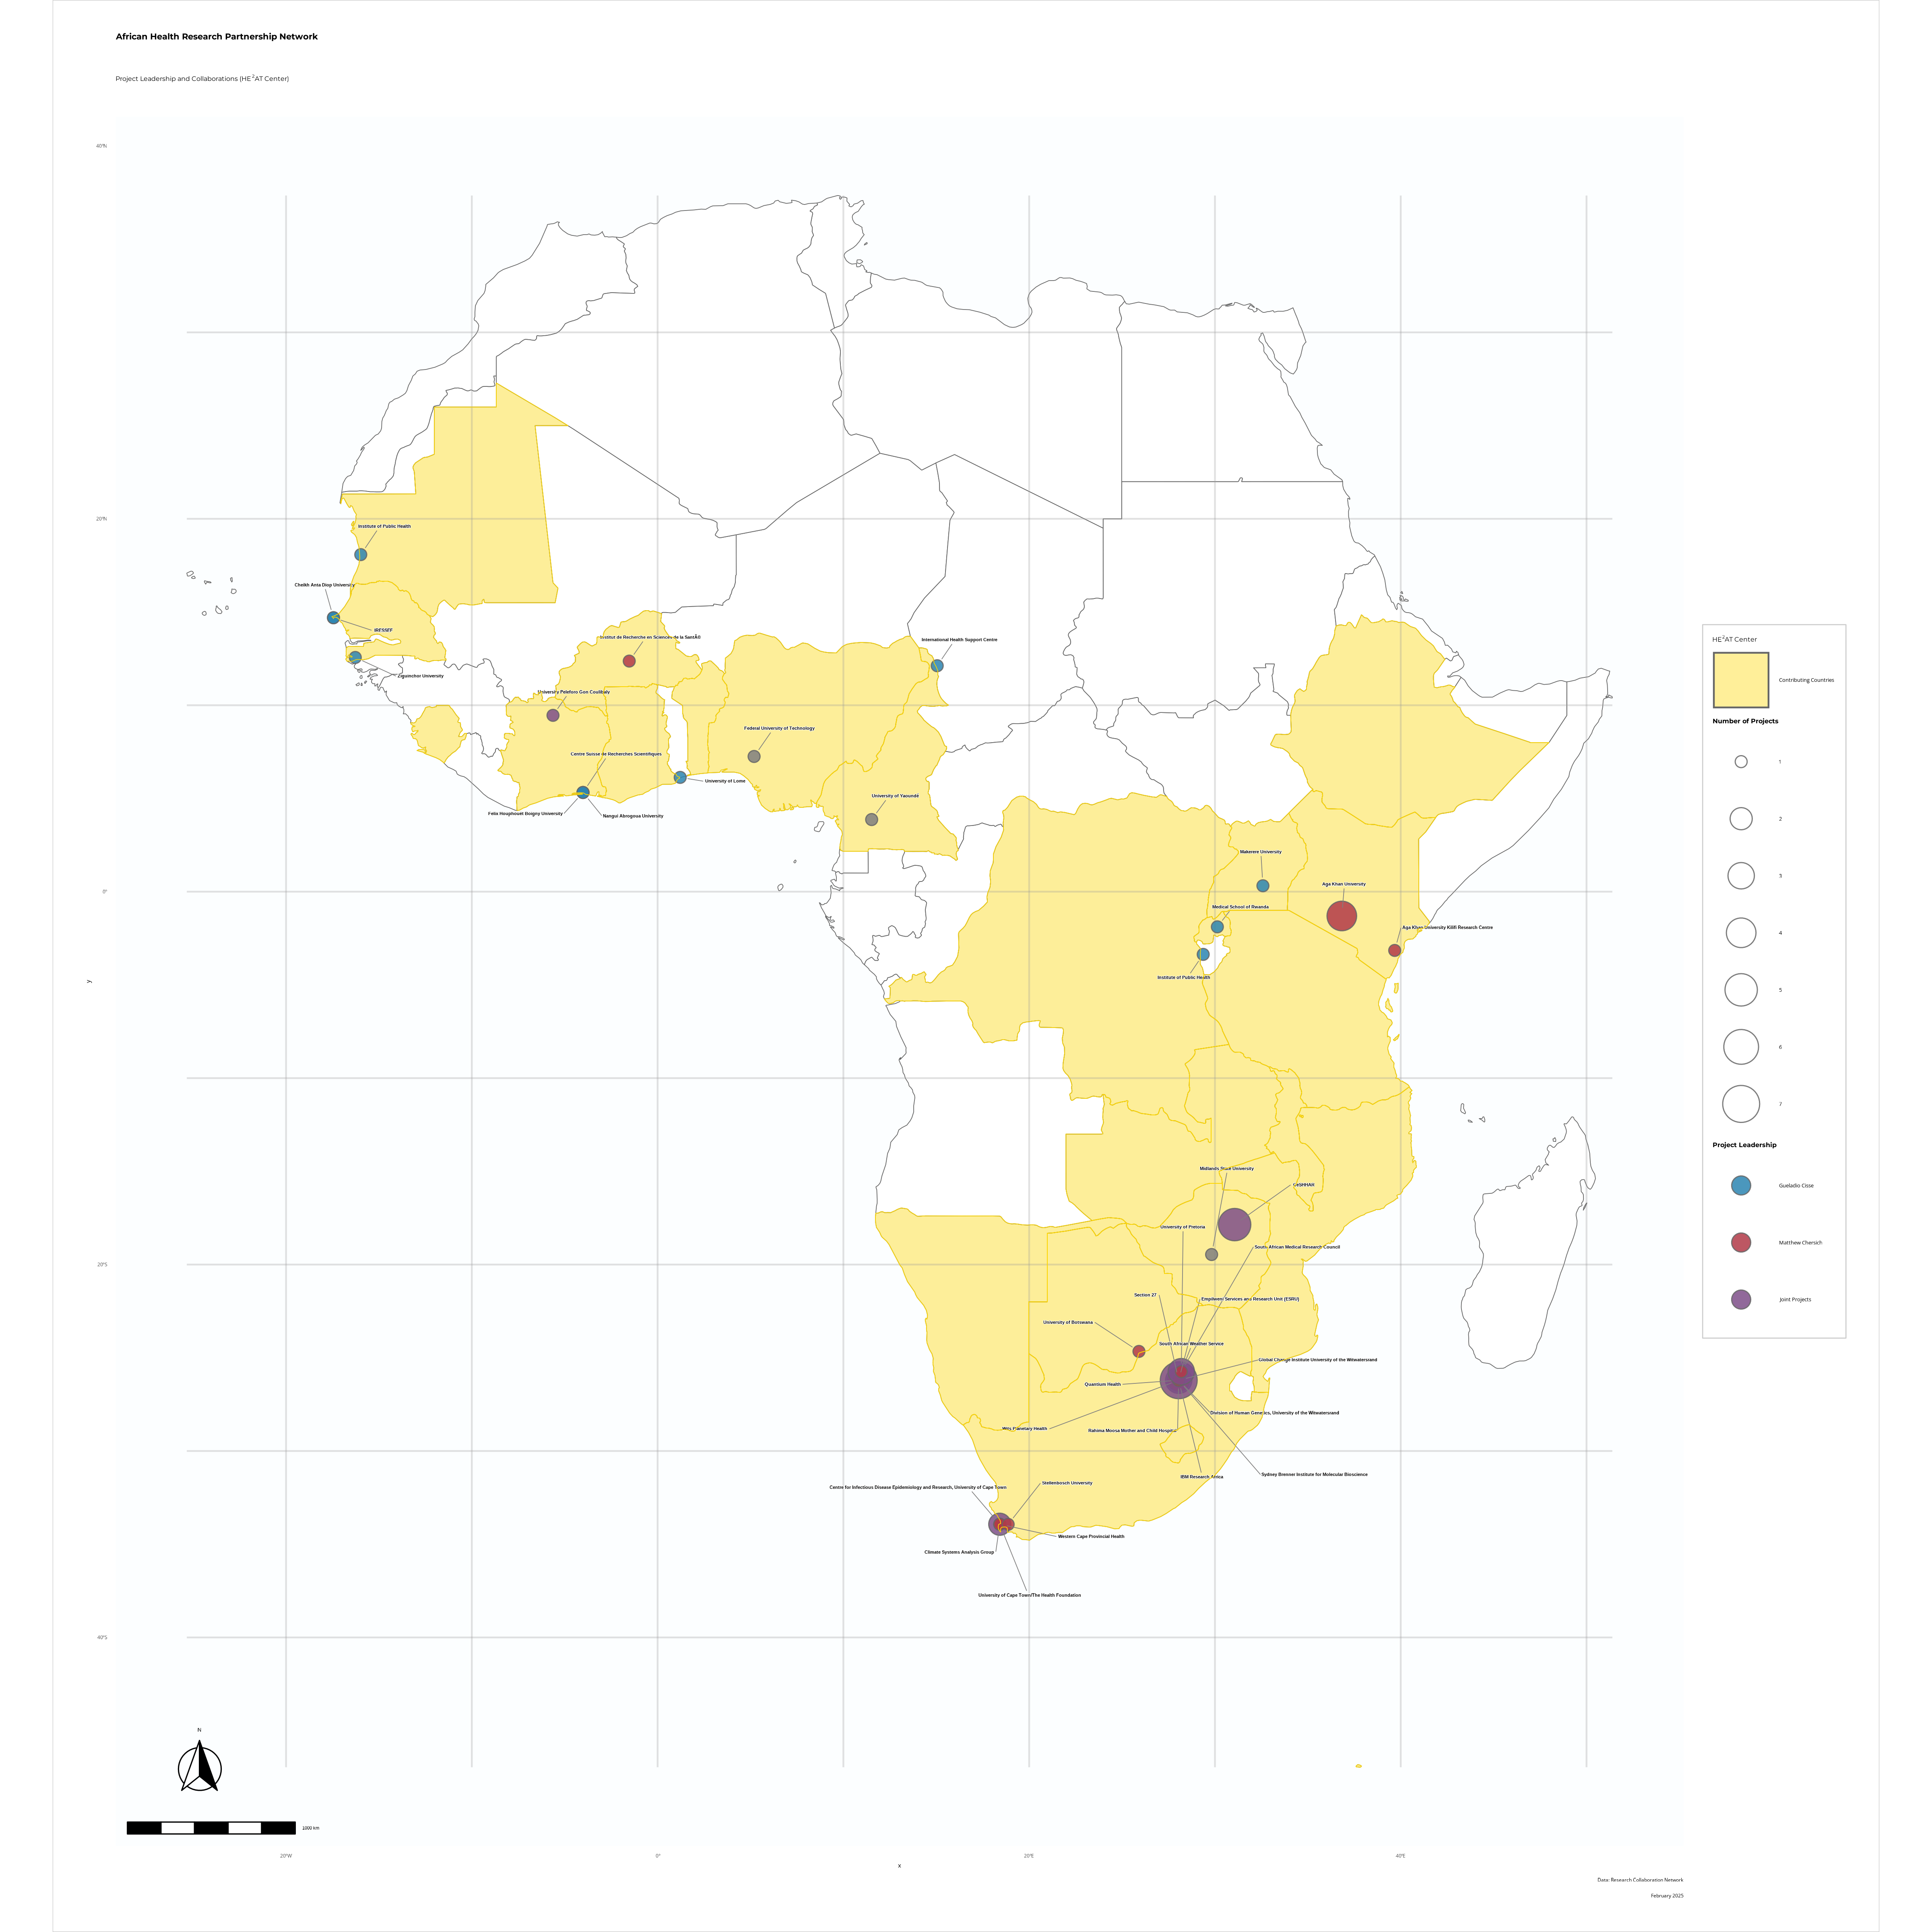 African Health Research Partnership Network
Project Leadership and Collaborations (HE²AT Center)
40°N
20°N
Institute of Public Health
Cheikh Anta Diop University
IRESSEF
Ziguinchor University
Institut de Recherche en Sciences de la SantÃ©
International Health Support Centre
University Peleforo Gon Coulibaly
Federal University of Technology
Centre Suisse de Recherches Scientifiques
University of Lome
University of Yaoundé
Felix Houphouët Boigny University
Nangui Abrogoua University
Makerere University
0°
Aga Khan University
Medical School of Rwanda
Aga Khan University Kilifi Research Centre
Institute of Public Health
y
Midlands State University
CeSHHAR
University of Pretoria
South African Medical Research Council
20°S
Section 27
Empilweni Services and Research Unit (ESRU)
University of Botswana
South African Weather Service
Global Change Institute University of the Witwatersrand
Quantium Health
Division of Human Genetics, University of the Witwatersrand
Wits Planetary Health
Rahima Moosa Mother and Child Hospital
IBM Research Africa
Sydney Brenner Institute for Molecular Bioscience
Stellenbosch University
Centre for Infectious Disease Epidemiology and Research, University of Cape Town
Western Cape Provincial Health
Climate Systems Analysis Group
University of Cape Town/The Health Foundation
40°S
N
1000 km
20°W
0°
20°E
40°E
x
HE²AT Center
Contributing Countries
Number of Projects
1
2
3
4
5
6
7
Project Leadership
Gueladio Cisse
Matthew Chersich
Joint Projects
Data: Research Collaboration Network
February 2025